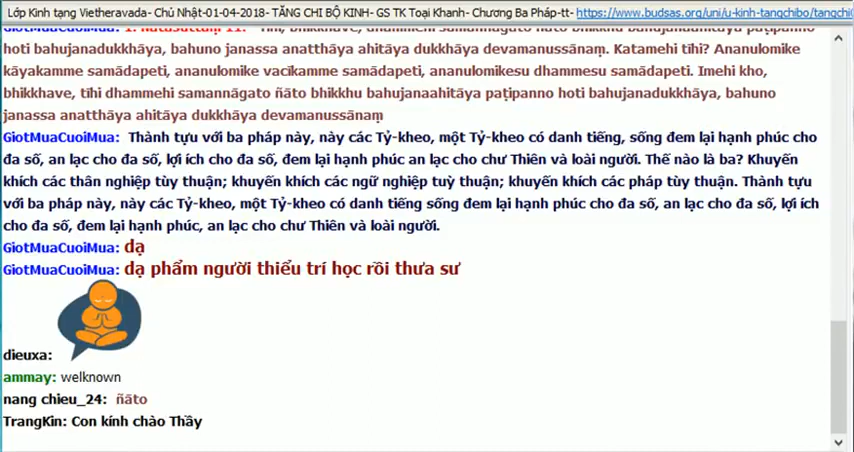 Lớp Kinh tạng Vietheravada- Chủ Nhật-01-04-2018- TĂNG CHI BỘ KINH- GS TK Toại Khanh- Chương Ba Pháp-tt- https://www.budsas.org/uni/u-kinh-tangchibo/tangchi
hoti bahujanadukkhāya, bahuno janassa anatthāya ahitāya dukkhāya devamanussānaṃ. Katamehi tīhi? Ananulomike
kāyakamme samādapeti, ananulomike vacīkamme samādapeti, ananulomikesu dhammesu samādapeti. Imehi kho,
bhikkhave, tīhi dhammehi samannāgato ñāto bhikkhu bahujanaahitāya paṭipanno hoti bahujanadukkhāya, bahuno
janassa anatthāya ahitāya dukkhāya devamanussānaṃ
GiotMuaCuoiMua: Thành tựu với ba pháp này, này các Tỷ-kheo, một Tỷ-kheo có danh tiếng, sống đem lại hạnh phúc cho
đa số, an lạc cho đa số, lợi ích cho đa số, đem lại hạnh phúc an lạc cho chư Thiên và loài người. Thế nào là ba? Khuyến
khích các thân nghiệp tùy thuận; khuyến khích các ngữ nghiệp tuỳ thuận; khuyến khích các pháp tùy thuận. Thành tựu
với ba pháp này, này các Tỷ-kheo, một Tỷ-kheo có danh tiếng sống đem lại hạnh phúc cho đa số, an lạc cho đa số, lợi ích
cho đa số, đem lại hạnh phúc, an lạc cho chư Thiên và loài người.
GiotMuaCuoiMua: dạ
GiotMuaCuoiMua: dạ phẩm người thiểu trí học rồi thưa sư
dieuxa:
ammay: welknown
nang chieu_24: ñāto
TrangKin: Con kính chào Thầy